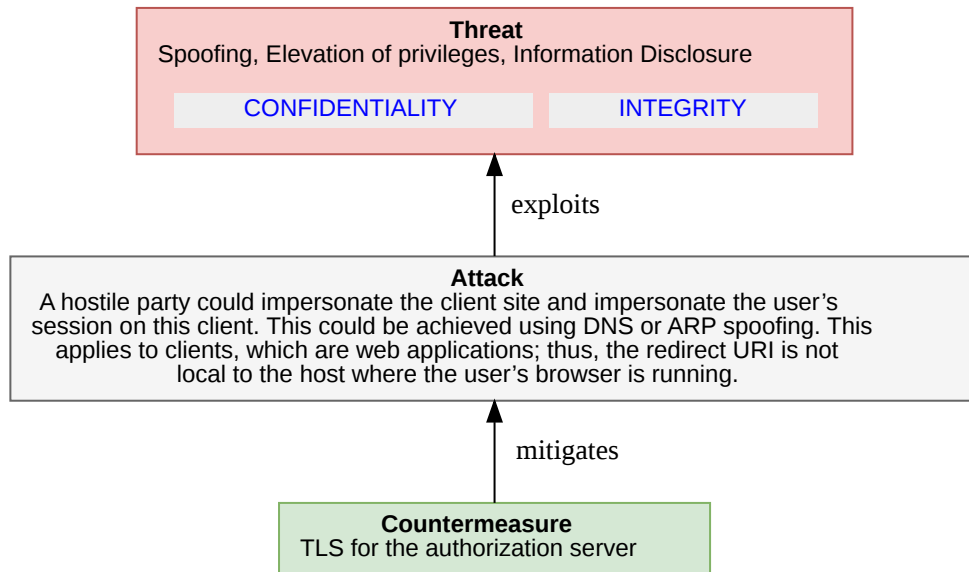 Threat
Spoofing, Elevation of privileges, Information Disclosure
CONFIDENTIALITY INTEGRITY
exploits
Attack
A hostile party could impersonate the client site and impersonate the user’s
session on this client. This could be achieved using DNS or ARP spoofing. This
applies to clients, which are web applications; thus, the redirect URI is not
local to the host where the user’s browser is running.
mitigates
Countermeasure
TLS for the authorization server